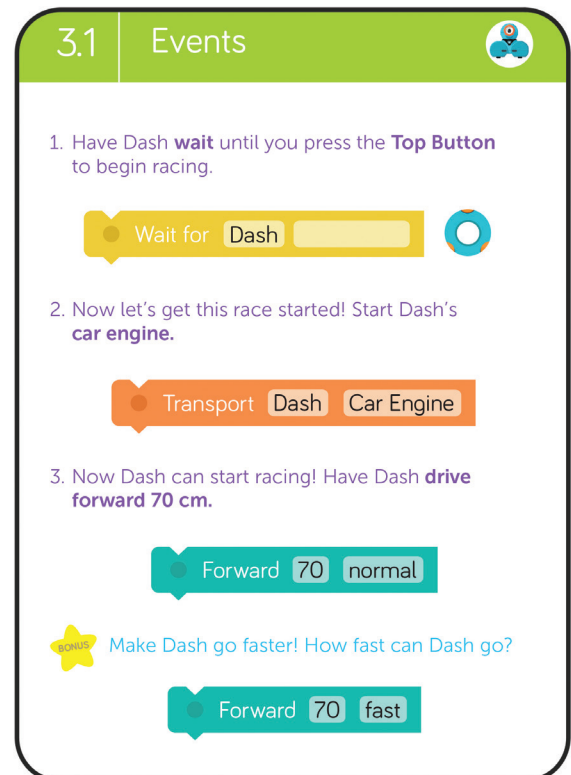 3.1 Events
1. Have Dash wait until you press the Top Button
to begin racing.
Wait for Dash
2. Now let's get this race started! Start Dash's
car engine.
Transport Dash Car Engine
3. Now Dash can start racing! Have Dash drive
forward 70 cm.
Forward 70 normal
BONUS Make Dash go faster! How fast can Dash go?
Forward 70 fast